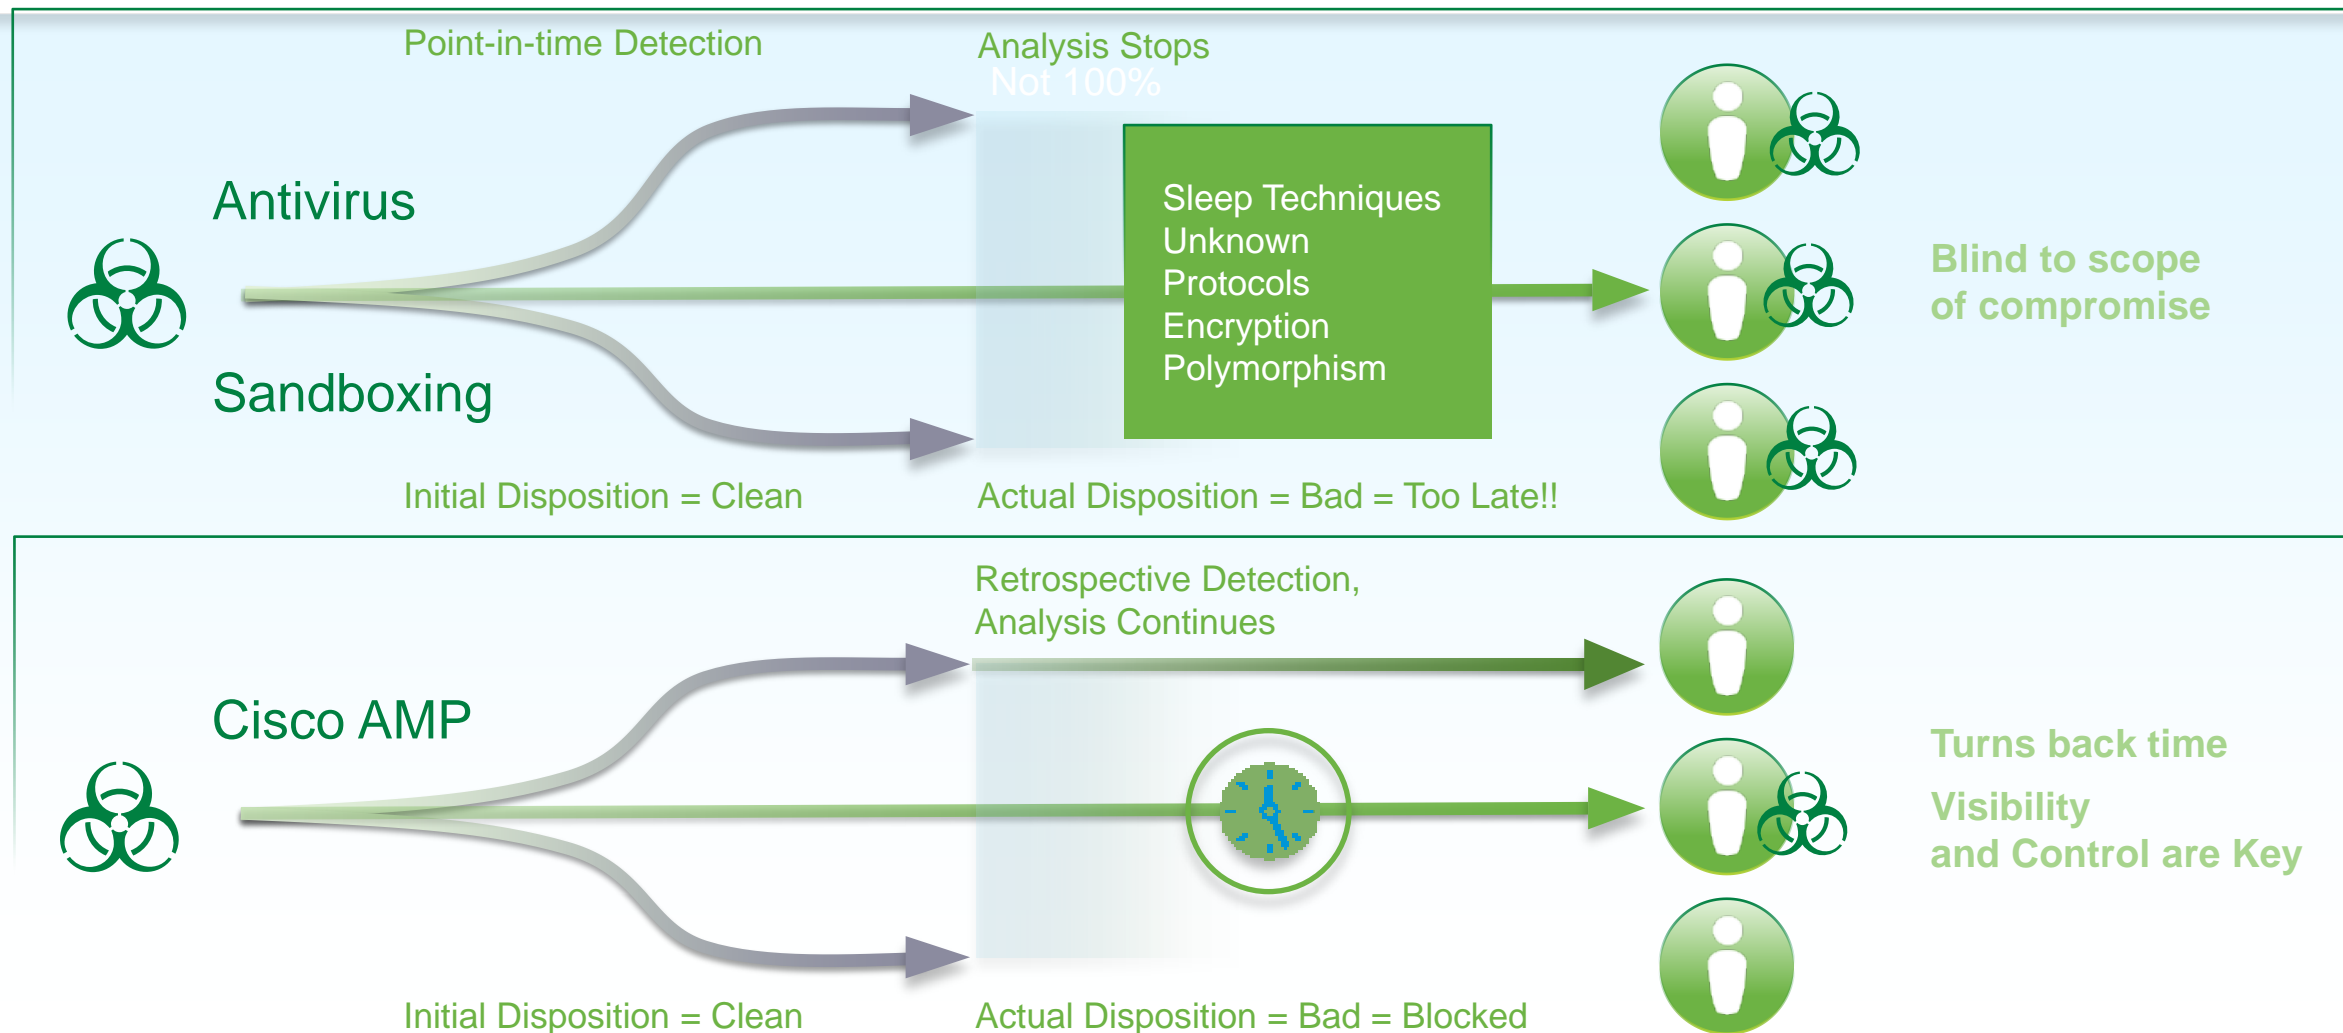 Point-in-time Detection
Analysis Stops
Not 100%
Antivirus
Sandboxing
Sleep Techniques
Unknown
Protocols
Encryption
Polymorphism
Blind to scope
of compromise
Initial Disposition = Clean
Actual Disposition = Bad = Too Late!!
Retrospective Detection,
Analysis Continues
Cisco AMP
Turns back time
Visibility
and Control are Key
Initial Disposition = Clean
Actual Disposition = Bad = Blocked